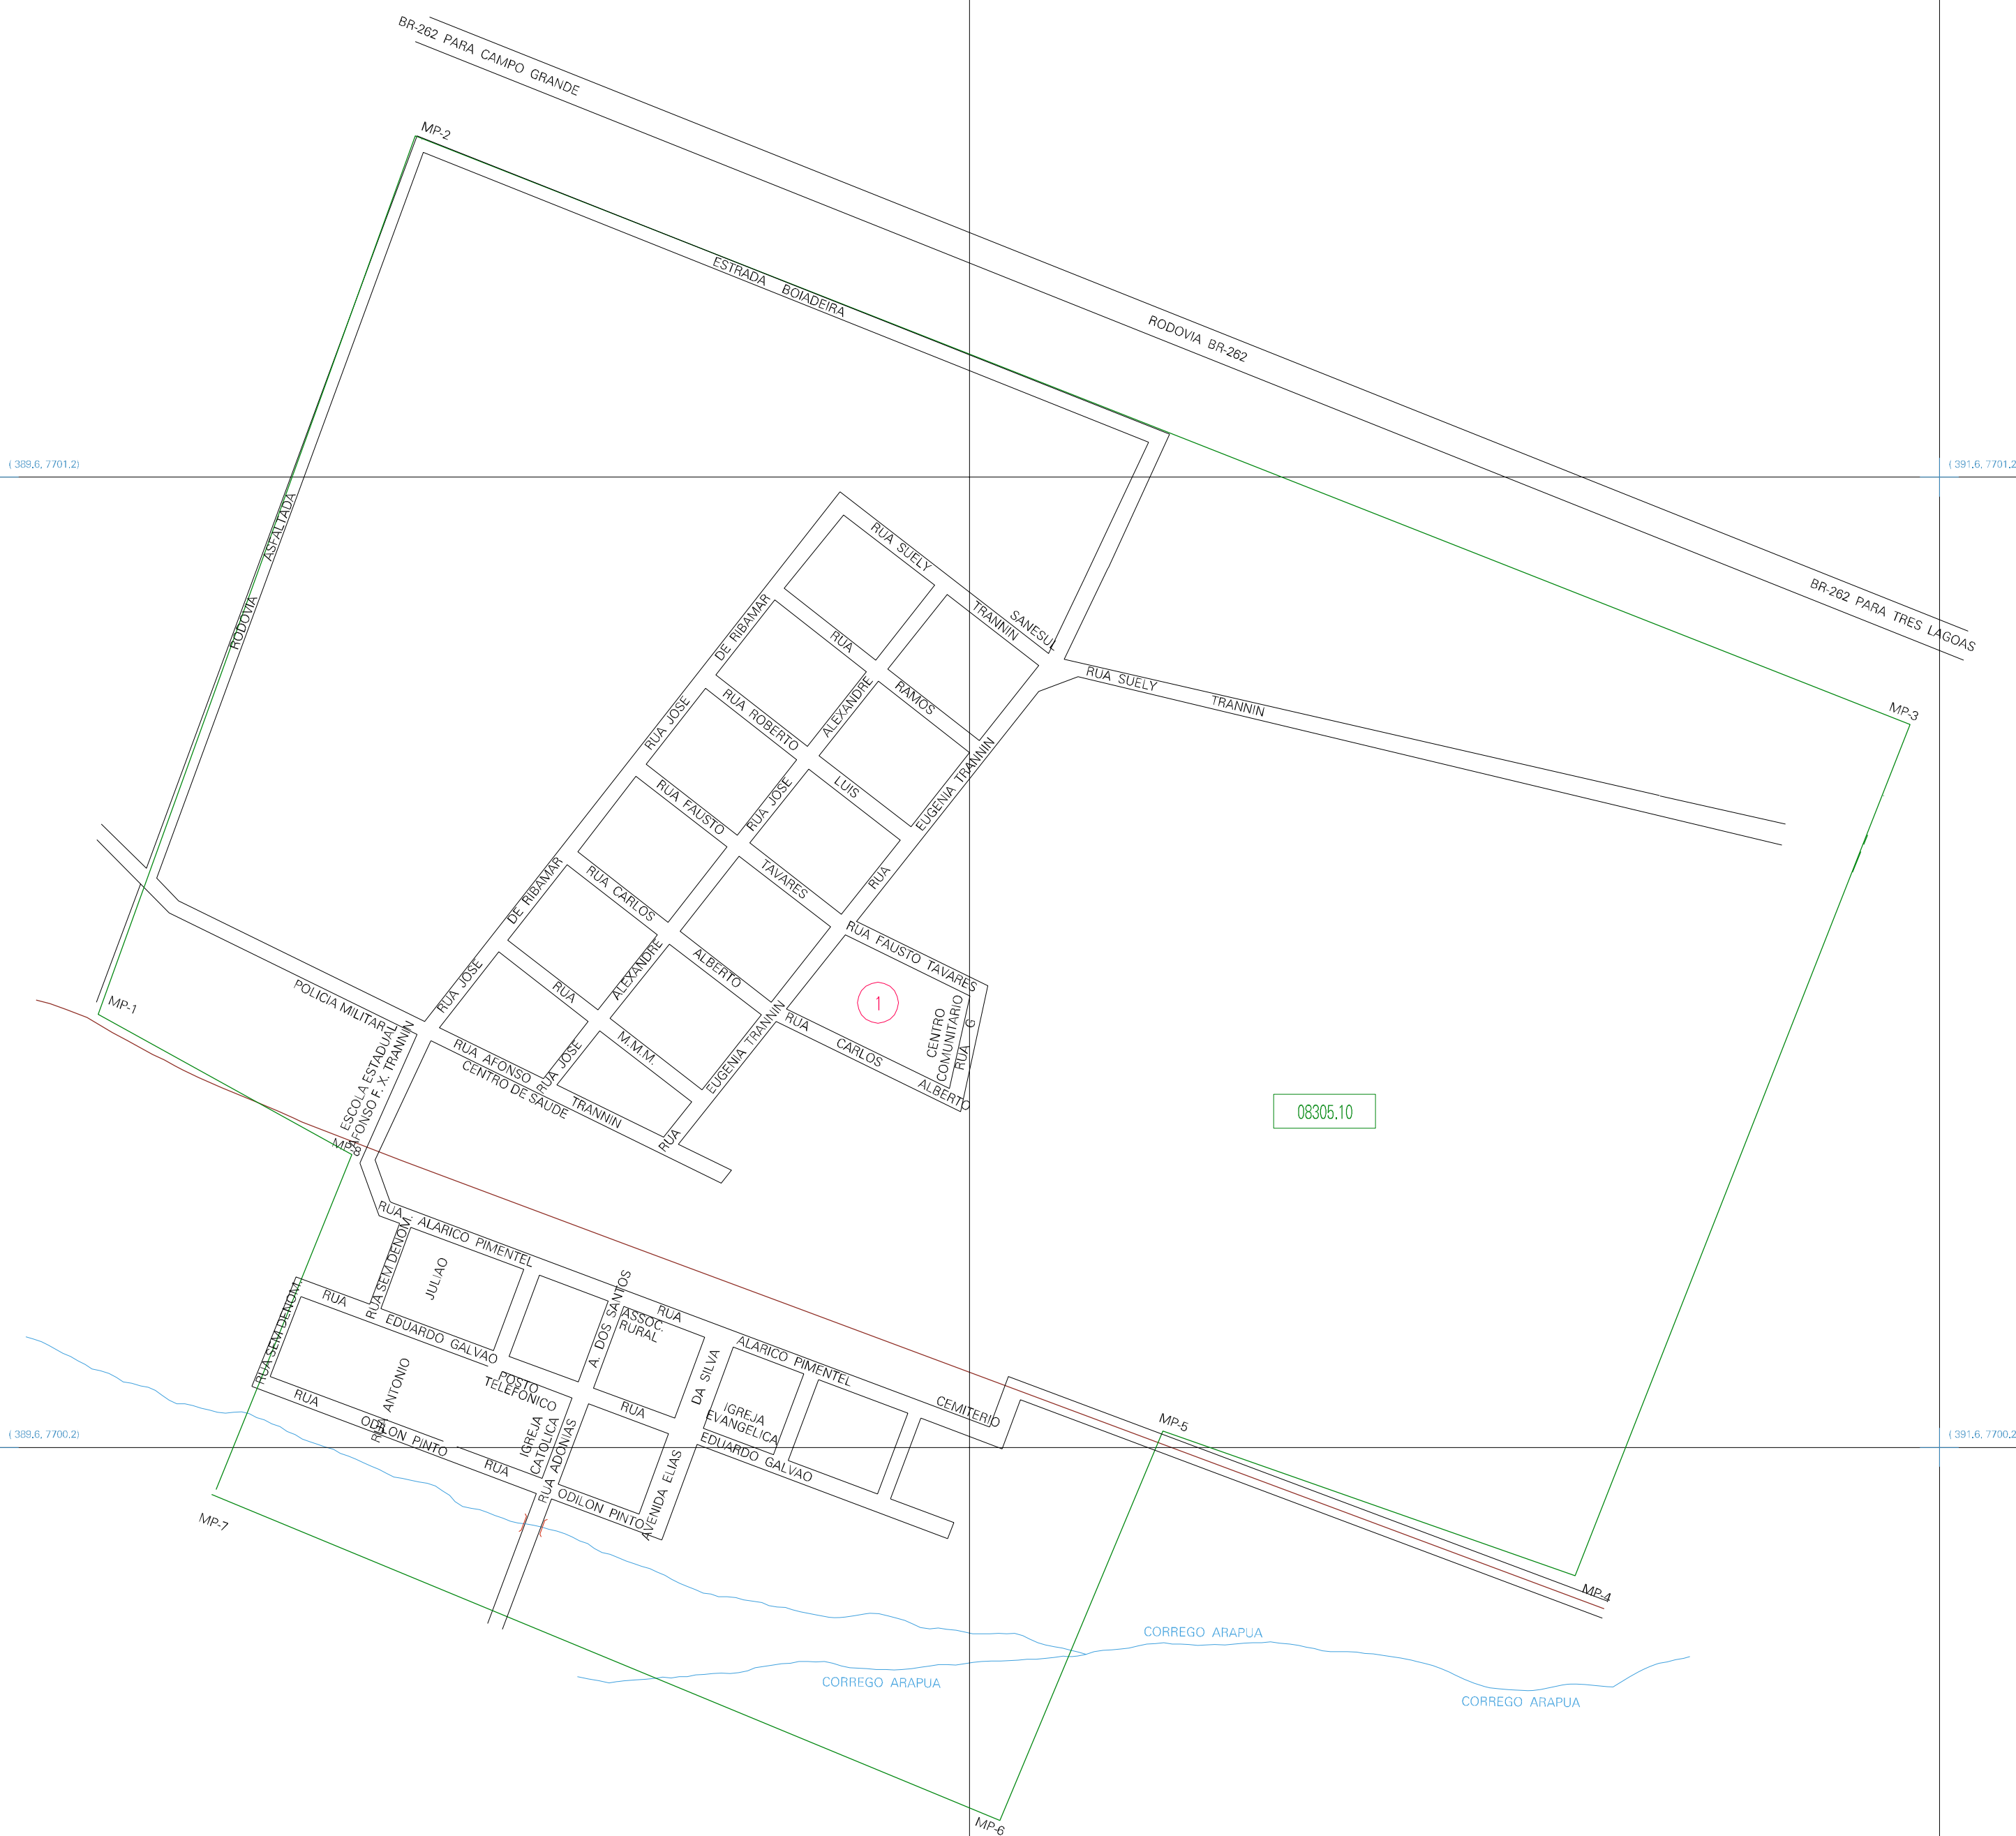 BR-262 PARA CAMPO GRANDE
MP-2
ESTRADA BOIADEIRA
RODOVIA BR-262
( 389.6, 7701.2)
( 391.6, 7701.2
RODOVIA ASFALTADA
RUA SUELY TRANNIN
SANESUL
BR-262 PARA TRES LAGOAS
RUA SUELY TRANNIN
MP-3
RUA JOSE DE RIBAMAR
RUA RAMOS
RUA ROBERTO LUIS
RUA JOSE ALEXANDRE
RUA EUGENIA TRANNIN
RUA FAUSTO TAVARES
RUA CARLOS ALBERTO
RUA JOSE DE RIBAMAR
RUA M.M.M.
RUA JOSE ALEXANDRE
RUA EUGENIA TRANNIN
RUA FAUSTO TAVARES
1
CENTRO
COMUNITARIO
RUA G
RUA CARLOS ALBERTO
MP-1
POLICIA MILITAR
ESCOLA ESTADUAL
AFONSO F. X. TRANNIN
RUA AFONSO TRANNIN
CENTRO DE SAUDE
08305.10
MP-8
RUA . ALARICO PIMENTEL
RUA SEM DENOM.
JULIAO
RUA SEM DENOM.
RUA EDUARDO GALVAO
RUA ANTONIO
A. DOS SANTOS
ASSOC.
RURAL
RUA ALARICO PIMENTEL
POSTO
TELEFONICO
IGREJA
CATOLICA
RUA ADONIAS
RUA
DA SILVA
IGREJA
EVANGELICA
EDUARDO GALVAO
CEMITERIO
RUA ODILON PINTO
RUA
ODILON PINTO
AVENIDA ELIAS
MP-5
( 389.6, 7700.2)
( 391.6, 7700.2
MP-7
MP-4
CORREGO ARAPUA
CORREGO ARAPUA
CORREGO ARAPUA
MP-6